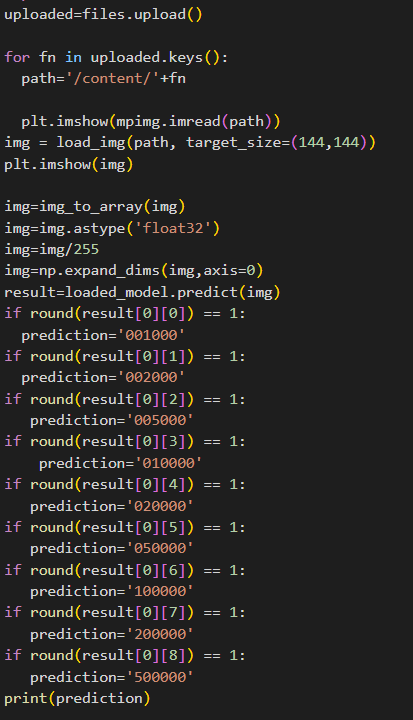 uploaded=files.upload()
for fn in uploaded.keys():
  path='/content/'+fn
  plt.imshow(mpimg.imread(path))
img = load_img(path, target_size=(144,144))
plt.imshow(img)
img=img_to_array(img)
img=img.astype('float32')
img=img/255
img=np.expand_dims(img,axis=0)
result=loaded_model.predict(img)
if round(result[0][0]) == 1:
  prediction='001000'
if round(result[0][1]) == 1:
  prediction='002000'
if round(result[0][2]) == 1:
   prediction='005000'
if round(result[0][3]) == 1:
    prediction='010000'
if round(result[0][4]) == 1:
   prediction='020000'
if round(result[0][5]) == 1:
   prediction='050000'
if round(result[0][6]) == 1:
   prediction='100000'
if round(result[0][7]) == 1:
   prediction='200000'
if round(result[0][8]) == 1:
   prediction='500000'
print(prediction)